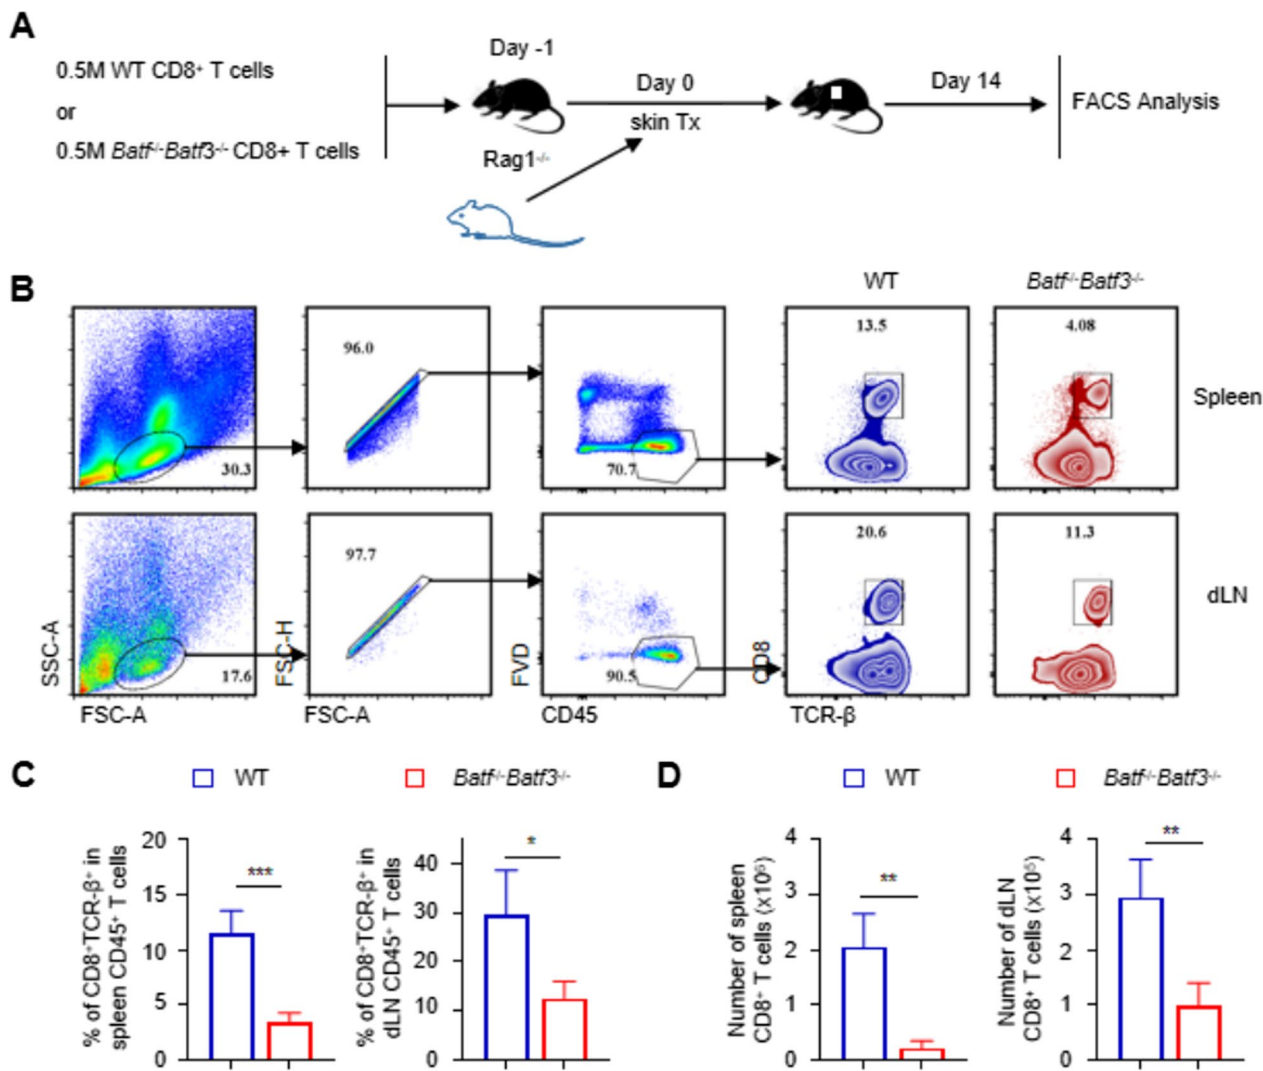 A
0.5M WT CD8⁺ T cells
or
0.5M Batf⁻/⁻Batf3⁻/⁻ CD8+ T cells
Day -1
Rag1⁻/⁻
Day 0
skin Tx
Day 14
FACS Analysis
B
WT
Batf⁻/⁻Batf3⁻/⁻
30.3
96.0
70.7
13.5
4.08
Spleen
17.6
97.7
90.5
20.6
11.3
dLN
SSC-A
FSC-A
FSC-H
FSC-A
FVD
CD45
CD8
TCR-β
C
WT
Batf⁻/⁻Batf3⁻/⁻
% of CD8⁺TCR-β⁺ in
spleen CD45⁺ T cells
20
15
10
5
0
***
% of CD8⁺TCR-β⁺ in
dLN CD45⁺ T cells
40
30
20
10
0
*
D
WT
Batf⁻/⁻Batf3⁻/⁻
Number of spleen
CD8⁺ T cells (x10⁶)
4
3
2
1
0
**
Number of dLN
CD8⁺ T cells (x10⁵)
4
3
2
1
0
**